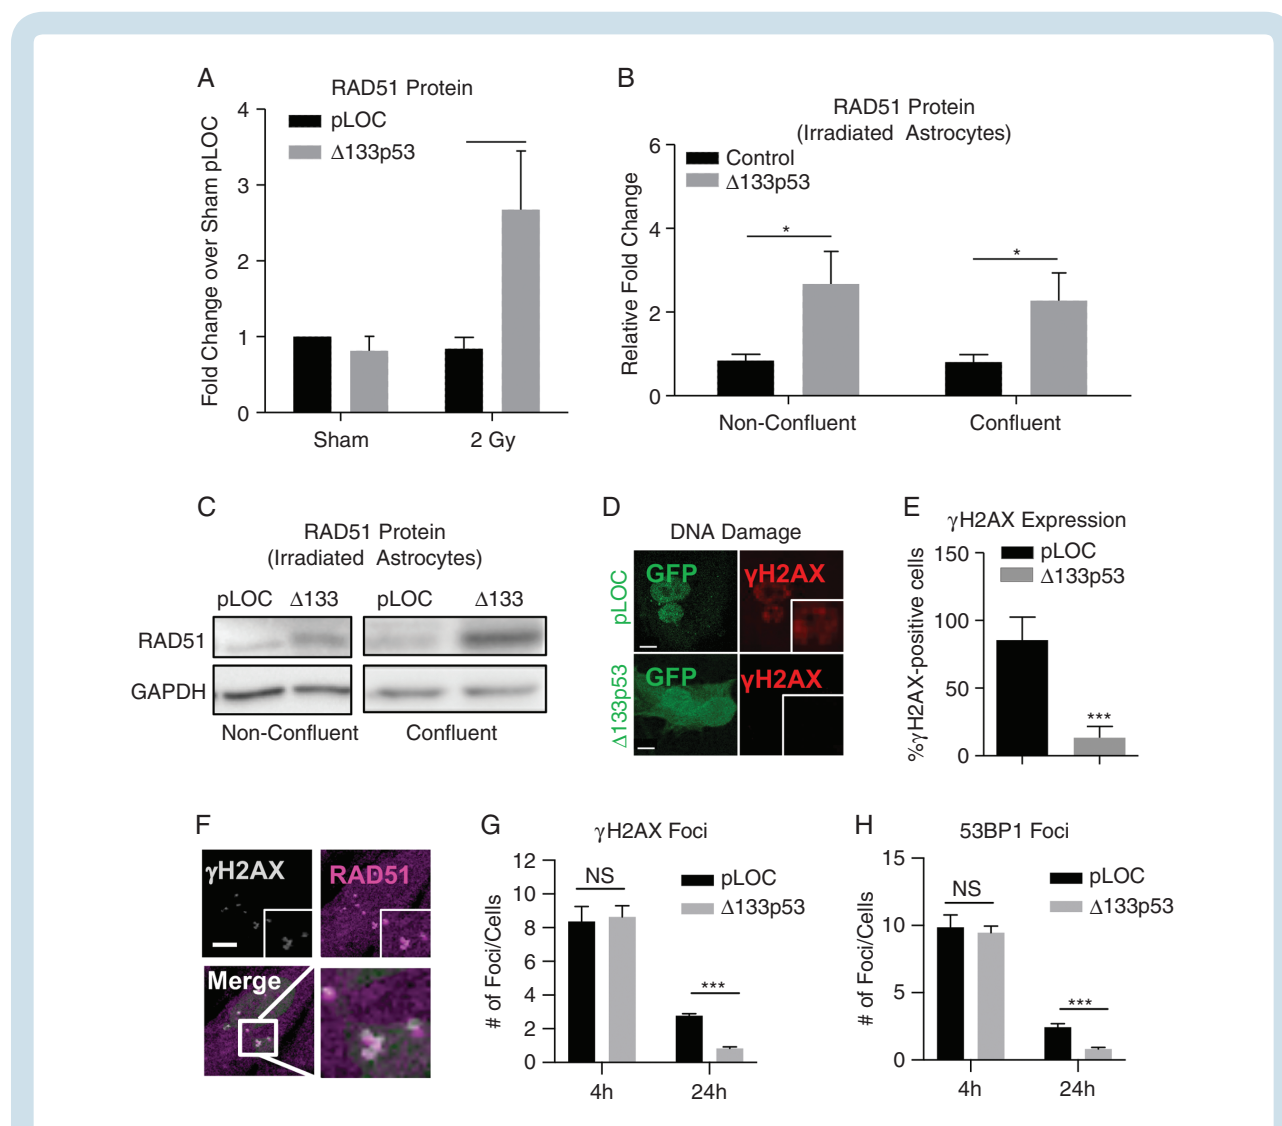 A
RAD51 Protein
pLOC
Δ133p53
Fold Change over Sham pLOC
4
3
2
1
0
Sham
2 Gy
B
RAD51 Protein
(Irradiated Astrocytes)
Control
Δ133p53
Relative Fold Change
6
4
2
0
*
*
Non-Confluent
Confluent
C
RAD51 Protein
(Irradiated Astrocytes)
pLOC Δ133 pLOC Δ133
RAD51
GAPDH
Non-Confluent Confluent
D
DNA Damage
pLOC
GFP
γH2AX
Δ133p53
GFP
γH2AX
E
γH2AX Expression
pLOC
Δ133p53
%γH2AX-positive cells
150
100
50
0
***
F
γH2AX
RAD51
Merge
G
γH2AX Foci
pLOC
Δ133p53
# of Foci/Cells
12
10
8
6
4
2
0
NS
***
4h
24h
H
53BP1 Foci
pLOC
Δ133p53
# of Foci/Cells
15
10
5
0
NS
***
4h
24h